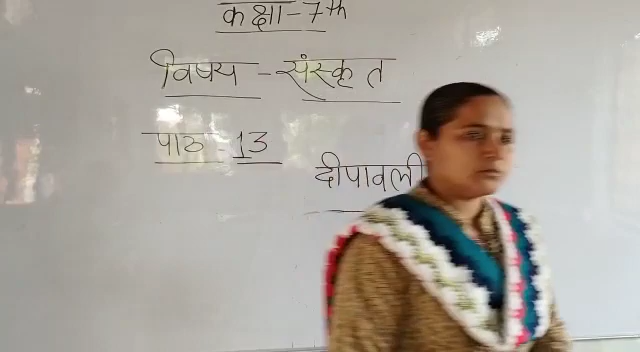 कक्षा - 7th
विषय - संस्कृत
पाठ - 13
दीपावली